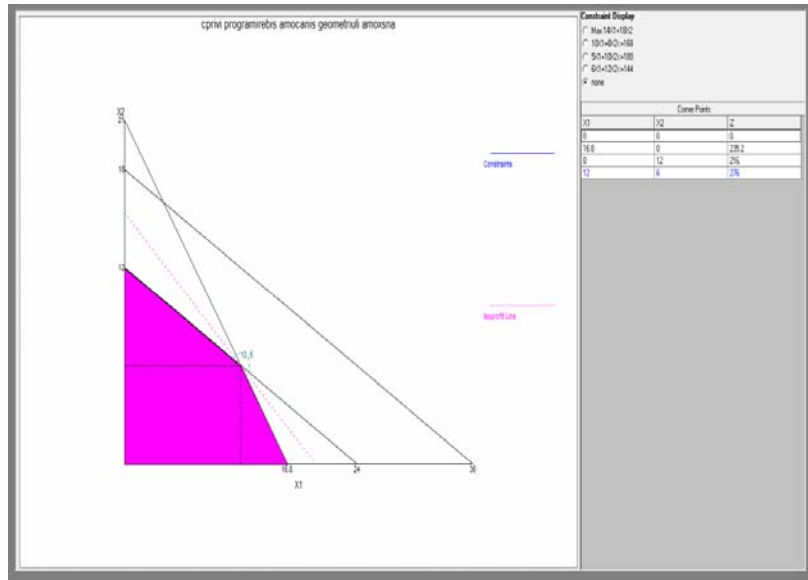 cprivi programirebis amocanis geometriuli amoxsna
X2
21
18
12
12, 6
16.8
24
36
X1
Constraints
Isoprofit Line
Constraint Display
Max 14X1+18X2
10X1+8X2<=168
5X1+10X2<=180
6X1+12X2<=144
none
Corner Points
X1 X2 Z
0 0 0.
16.8 0 235.2
0 12 216
12 6 276